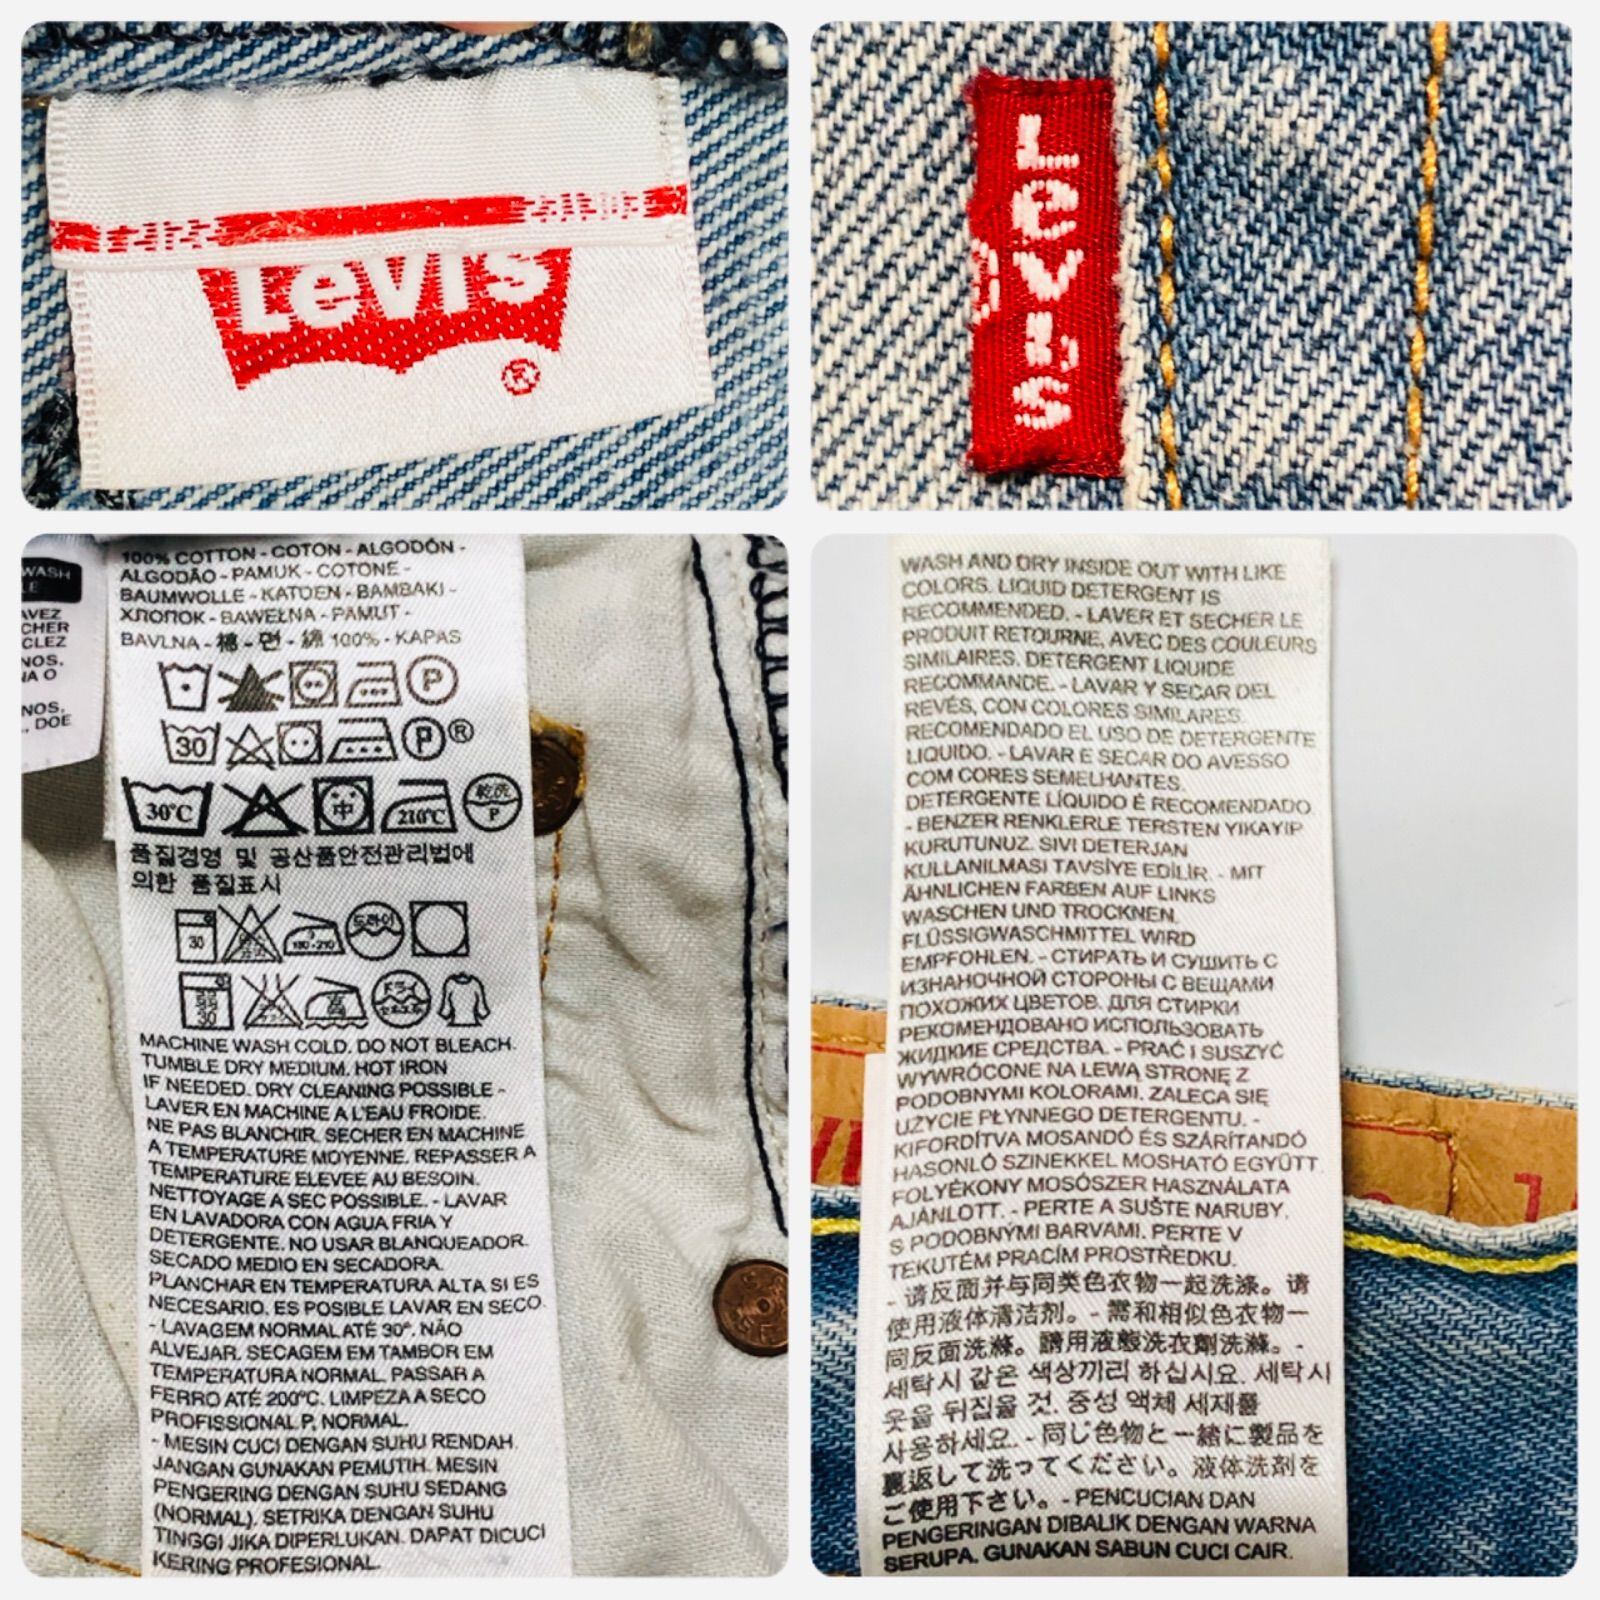 Levi's
®
LEVI'S
WASH
AVEZ
CHER
CLEZ
NOS,
NA O
NOS,
, DOE
100% COTTON - COTON - ALGODÓN -
ALGODÃO - PAMUK - COTONE -
BAUMWOLLE - KATOEN - BAMBAKI -
ХЛОПОК - BAWEŁNA - PAMUT -
BAVLNA - 棉 - 면 - 綿 100% - KAPAS
P
30 P ®
30°C 中 210°C 乾洗 P
품질경영 및 공산품안전관리법에
의한 품질표시
30 3 180-210 드라이
30 ドライ
MACHINE WASH COLD. DO NOT BLEACH.
TUMBLE DRY MEDIUM. HOT IRON
IF NEEDED. DRY CLEANING POSSIBLE -
LAVER EN MACHINE A L'EAU FROIDE.
NE PAS BLANCHIR. SECHER EN MACHINE
A TEMPERATURE MOYENNE. REPASSER A
TEMPERATURE ELEVEE AU BESOIN.
NETTOYAGE A SEC POSSIBLE. - LAVAR
EN LAVADORA CON AGUA FRIA Y
DETERGENTE. NO USAR BLANQUEADOR.
SECADO MEDIO EN SECADORA.
PLANCHAR EN TEMPERATURA ALTA SI ES
NECESARIO. ES POSIBLE LAVAR EN SECO.
- LAVAGEM NORMAL ATÉ 30°. NÃO
ALVEJAR. SECAGEM EM TAMBOR EM
TEMPERATURA NORMAL. PASSAR A
FERRO ATÉ 200°C. LIMPEZA A SECO
PROFISSIONAL P, NORMAL.
- MESIN CUCI DENGAN SUHU RENDAH.
JANGAN GUNAKAN PEMUTIH. MESIN
PENGERING DENGAN SUHU SEDANG
(NORMAL). SETRIKA DENGAN SUHU
TINGGI JIKA DIPERLUKAN. DAPAT DICUCI
KERING PROFESIONAL.
WASH AND DRY INSIDE OUT WITH LIKE
COLORS. LIQUID DETERGENT IS
RECOMMENDED. - LAVER ET SECHER LE
PRODUIT RETOURNE, AVEC DES COULEURS
SIMILAIRES. DETERGENT LIQUIDE
RECOMMANDE. - LAVAR Y SECAR DEL
REVÉS, CON COLORES SIMILARES.
RECOMENDADO EL USO DE DETERGENTE
LIQUIDO. - LAVAR E SECAR DO AVESSO
COM CORES SEMELHANTES.
DETERGENTE LÍQUIDO É RECOMENDADO
- BENZER RENKLERLE TERSTEN YIKAYIP
KURUTUNUZ. SIVI DETERJAN
KULLANILMASI TAVSİYE EDİLİR. - MIT
ÄHNLICHEN FARBEN AUF LINKS
WASCHEN UND TROCKNEN.
FLÜSSIGWASCHMITTEL WIRD
EMPFOHLEN. - СТИРАТЬ И СУШИТЬ С
ИЗНАНОЧНОЙ СТОРОНЫ С ВЕЩАМИ
ПОХОЖИХ ЦВЕТОВ. ДЛЯ СТИРКИ
РЕКОМЕНДОВАНО ИСПОЛЬЗОВАТЬ
ЖИДКИЕ СРЕДСТВА. - PRAĆ I SUSZYĆ
WYWRÓCONE NA LEWĄ STRONĘ Z
PODOBNYMI KOLORAMI. ZALECA SIĘ
UŻYCIE PŁYNNEGO DETERGENTU. -
KIFORDÍTVA MOSANDÓ ÉS SZÁRÍTANDÓ
HASONLÓ SZINEKKEL MOSHATÓ EGYÜTT.
FOLYÉKONY MOSÓSZER HASZNÁLATA
AJÁNLOTT. - PERTE A SUŠTE NARUBY,
S PODOBNÝMI BARVAMI. PERTE V
TEKUTÉM PRACÍM PROSTŘEDKU.
- 请反面并与同类色衣物一起洗涤。请
使用液体清洁剂。- 需和相似色衣物一
同反面洗滌。請用液態洗衣劑洗滌。-
세탁시 같은 색상끼리 하십시요. 세탁시
옷을 뒤집을 것. 중성 액체 세제를
사용하세요. - 同じ色物と一緒に製品を
裏返して洗ってください。液体洗剤を
ご使用下さい。- PENCUCIAN DAN
PENGERINGAN DIBALIK DENGAN WARNA
SERUPA. GUNAKAN SABUN CUCI CAIR.